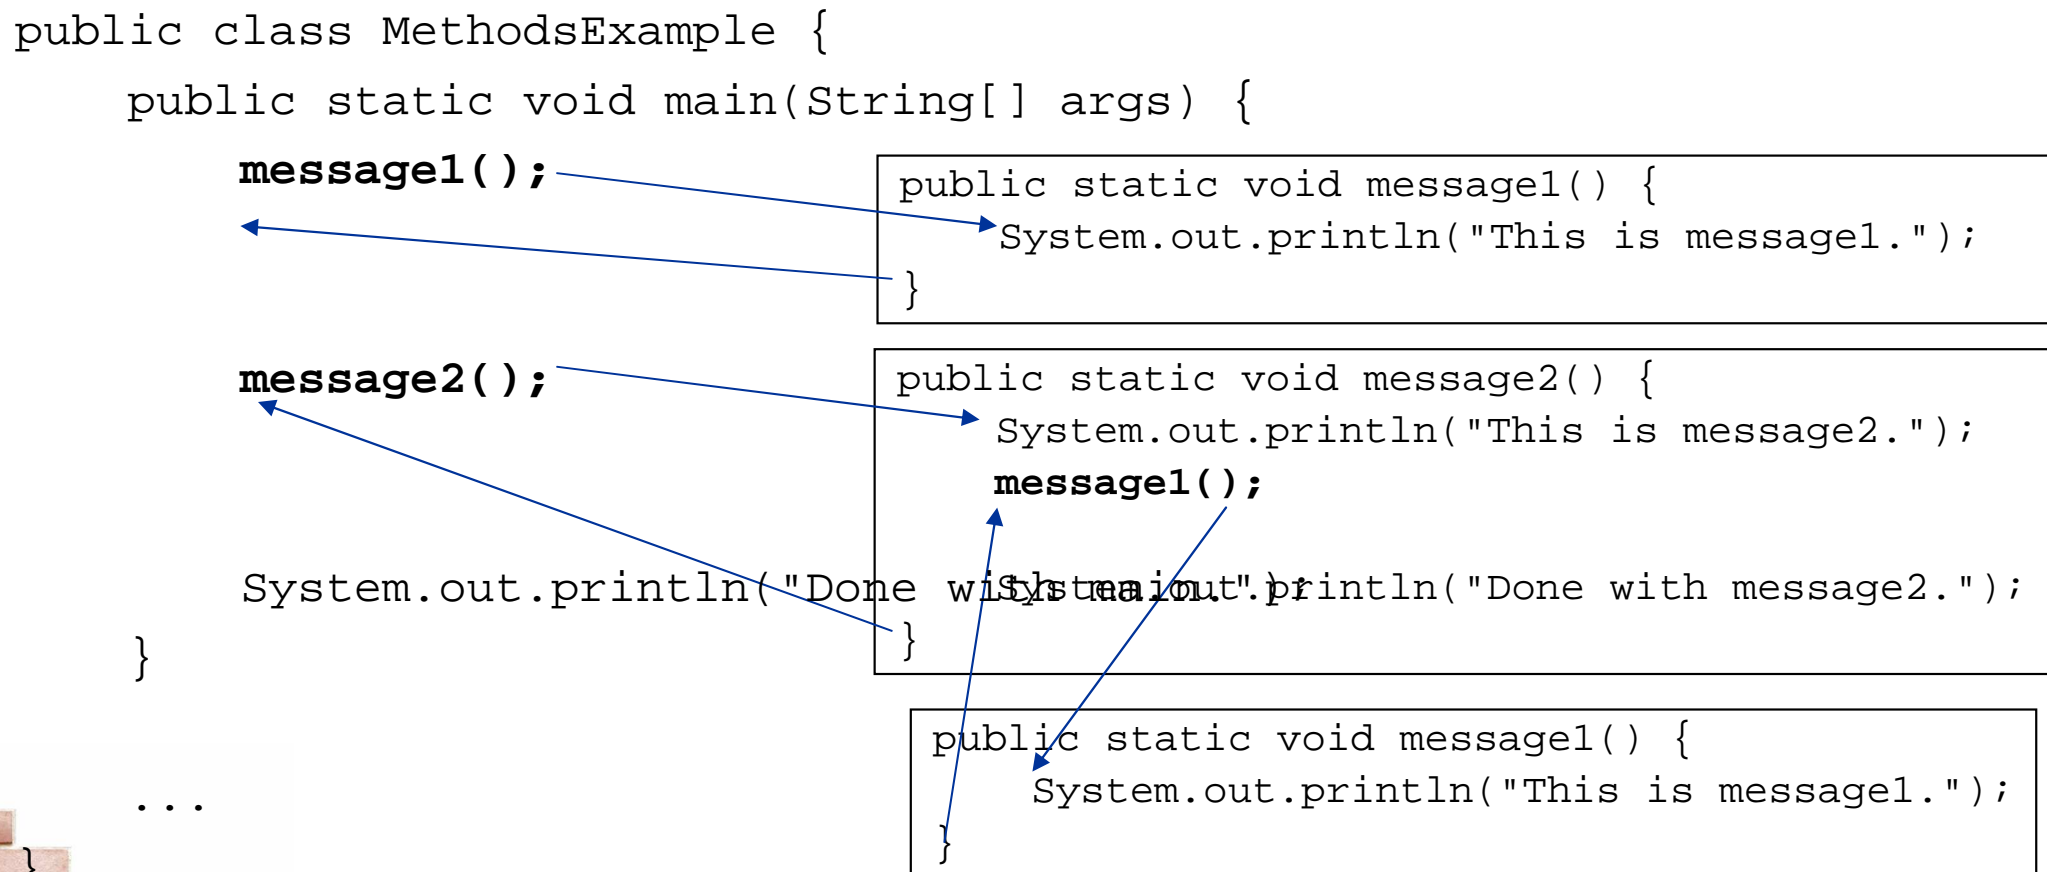 public class MethodsExample {
public static void main(String[] args) {
message1();
message2();
System.out.println("Done with main.");
}
...
}
public static void message1() {
System.out.println("This is message1.");
}
public static void message2() {
System.out.println("This is message2.");
message1();
System.out.println("Done with message2.");
}
public static void message1() {
System.out.println("This is message1.");
}